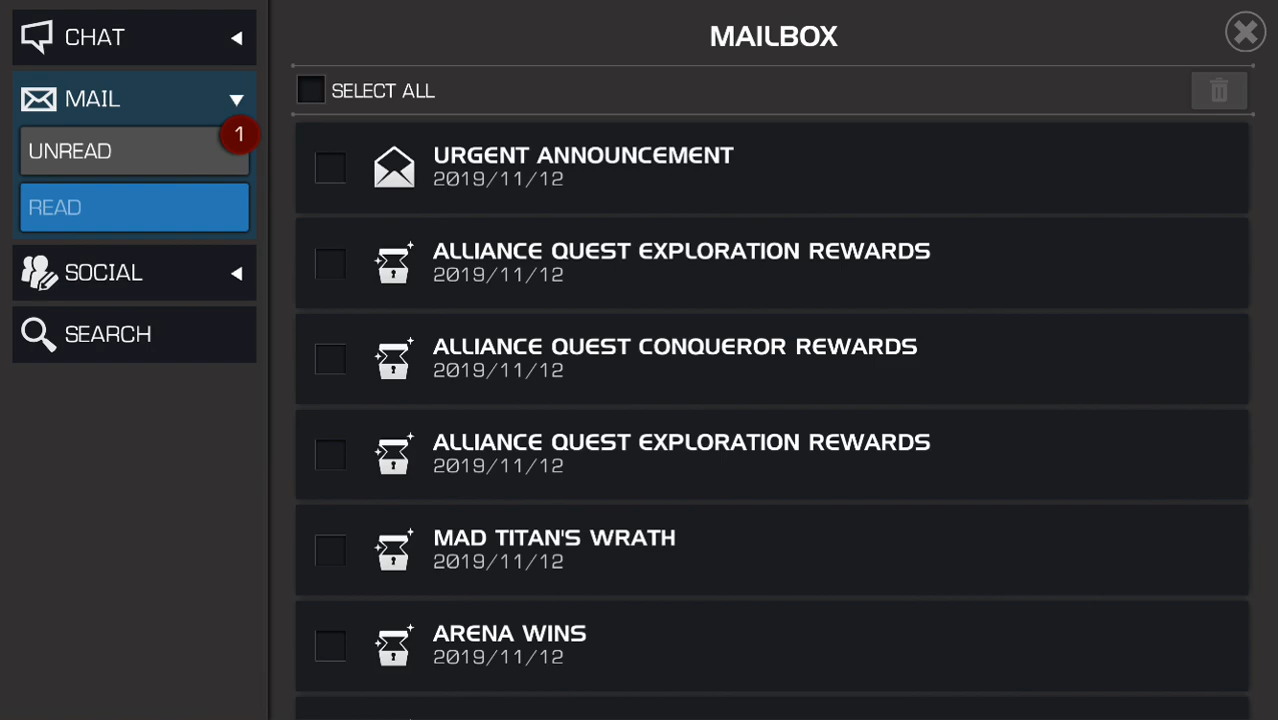 CHAT
MAIL
1
UNREAD
READ
SOCIAL
SEARCH
MAILBOX
SELECT ALL
URGENT ANNOUNCEMENT
2019/11/12
ALLIANCE QUEST EXPLORATION REWARDS
2019/11/12
ALLIANCE QUEST CONQUEROR REWARDS
2019/11/12
ALLIANCE QUEST EXPLORATION REWARDS
2019/11/12
MAD TITAN'S WRATH
2019/11/12
ARENA WINS
2019/11/12